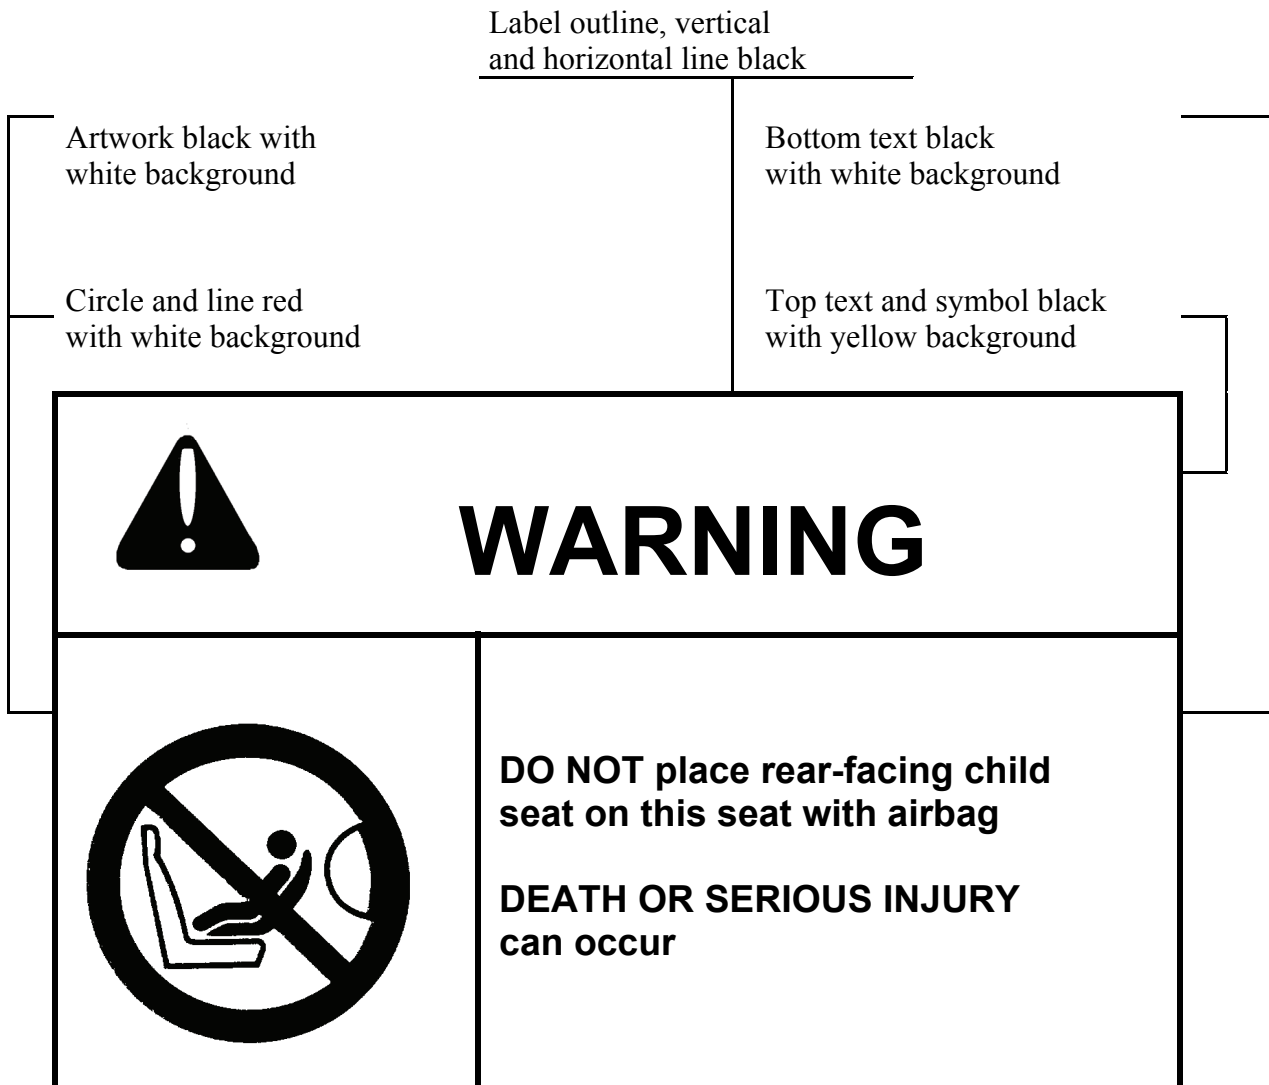 Label outline, vertical
and horizontal line black
Artwork black with
white background
Bottom text black
with white background
Circle and line red
with white background
Top text and symbol black
with yellow background
WARNING
DO NOT place rear-facing child
seat on this seat with airbag
DEATH OR SERIOUS INJURY
can occur